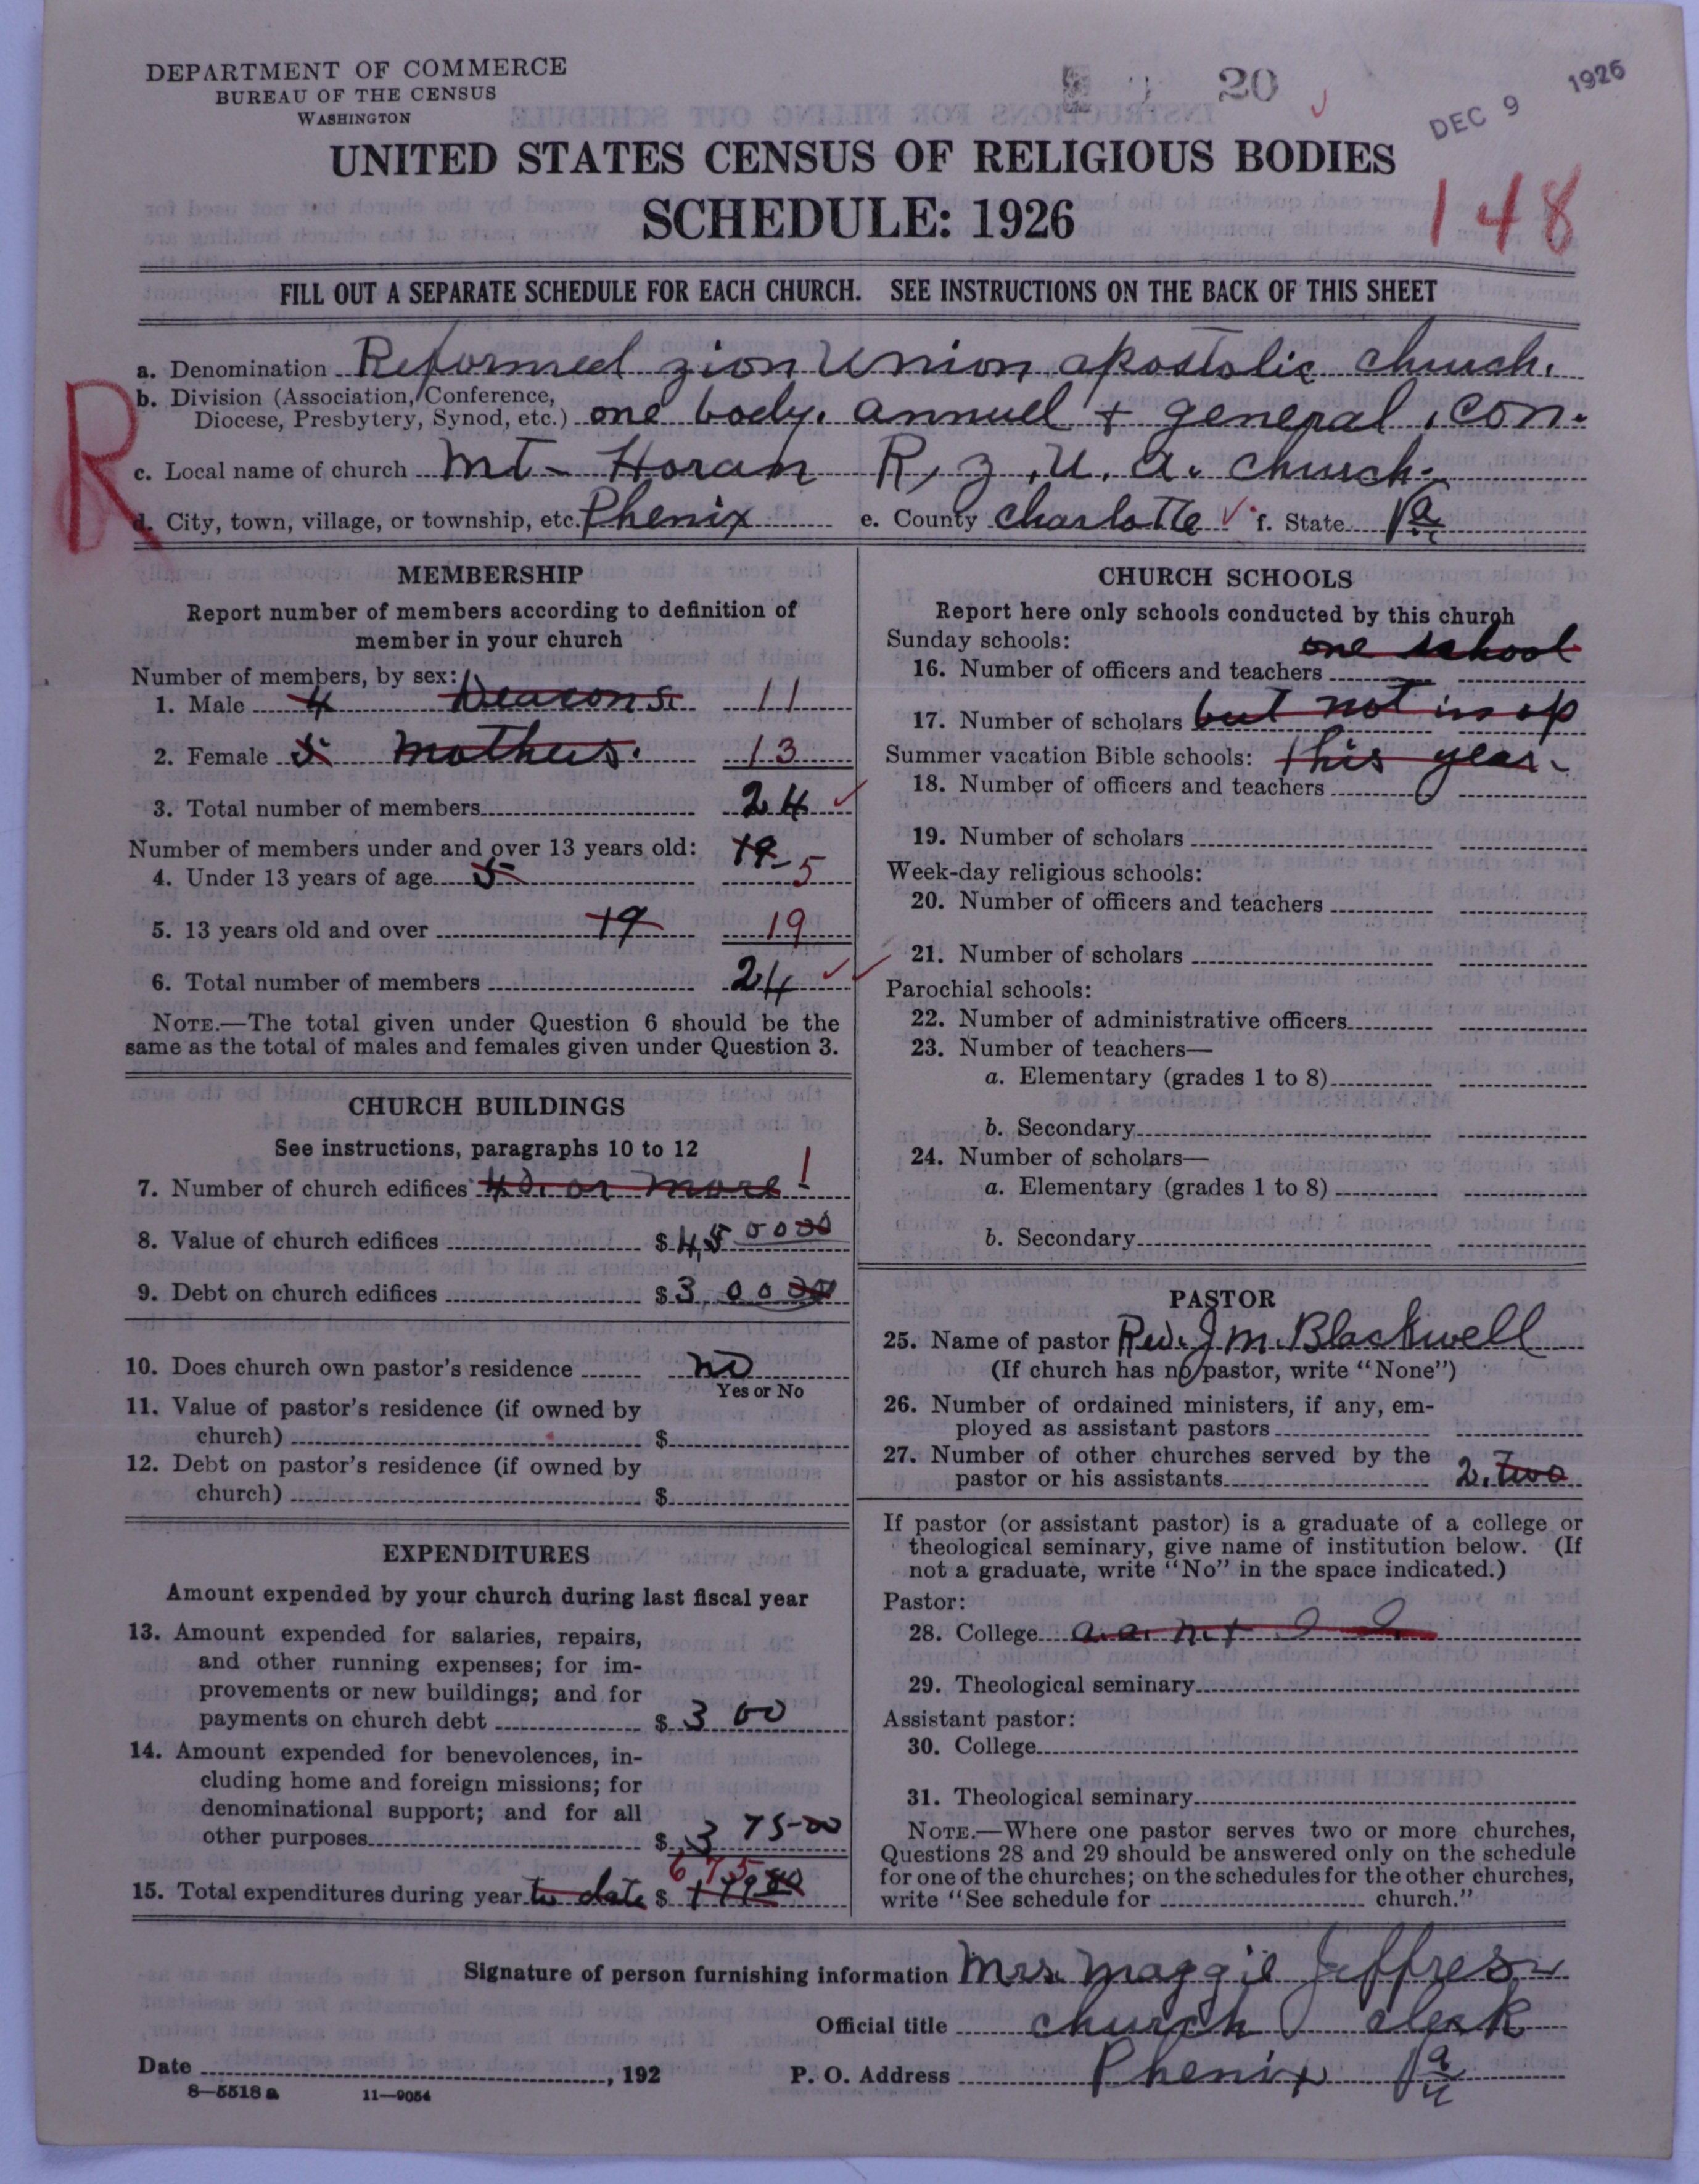 DEPARTMENT OF COMMERCE
BUREAU OF THE CENSUS
WASHINGTON
20
DEC 9 1926
UNITED STATES CENSUS OF RELIGIOUS BODIES
SCHEDULE: 1926
148
FILL OUT A SEPARATE SCHEDULE FOR EACH CHURCH. SEE INSTRUCTIONS ON THE BACK OF THIS SHEET
R
a. Denomination Reformed zion Union apostolic church.
b. Division (Association, Conference,
Diocese, Presbytery, Synod, etc.) one body. annuel + general, con.
c. Local name of church Mt- Horan R, z, U, a. church.
d. City, town, village, or township, etc. Phenix e. County Charlotte f. State Va
MEMBERSHIP
Report number of members according to definition of
member in your church
Number of members, by sex:
1. Male 4 Deacons 11
2. Female 5 mothers. 13
3. Total number of members 24
Number of members under and over 13 years old: 19
4. Under 13 years of age 5 5
5. 13 years old and over 19 19
6. Total number of members 24
NOTE.—The total given under Question 6 should be the
same as the total of males and females given under Question 3.
CHURCH BUILDINGS
See instructions, paragraphs 10 to 12
7. Number of church edifices or more 1
8. Value of church edifices $ 45 00 00
9. Debt on church edifices $ 3,00 00
10. Does church own pastor's residence no
Yes or No
11. Value of pastor's residence (if owned by
church) $
12. Debt on pastor's residence (if owned by
church) $
EXPENDITURES
Amount expended by your church during last fiscal year
13. Amount expended for salaries, repairs,
and other running expenses; for im-
provements or new buildings; and for
payments on church debt $ 3 00
14. Amount expended for benevolences, in-
cluding home and foreign missions; for
denominational support; and for all
other purposes $ 3 75-00
675
15. Total expenditures during year to date $
CHURCH SCHOOLS
Report here only schools conducted by this church
Sunday schools: one school
16. Number of officers and teachers
17. Number of scholars but not in op
Summer vacation Bible schools: this year-
18. Number of officers and teachers
19. Number of scholars
Week-day religious schools:
20. Number of officers and teachers
21. Number of scholars
Parochial schools:
22. Number of administrative officers
23. Number of teachers—
a. Elementary (grades 1 to 8)
b. Secondary
24. Number of scholars—
a. Elementary (grades 1 to 8)
b. Secondary
PASTOR
25. Name of pastor Rev. J M. Blackwell
(If church has no pastor, write "None")
26. Number of ordained ministers, if any, em-
ployed as assistant pastors
27. Number of other churches served by the
pastor or his assistants 2. Two
If pastor (or assistant pastor) is a graduate of a college or
theological seminary, give name of institution below. (If
not a graduate, write "No" in the space indicated.)
Pastor:
28. College
29. Theological seminary
Assistant pastor:
30. College
31. Theological seminary
NOTE.—Where one pastor serves two or more churches,
Questions 28 and 29 should be answered only on the schedule
for one of the churches; on the schedules for the other churches,
write "See schedule for church."
Signature of person furnishing information Mrs. Maggie Jeffres
Official title church clerk
Date , 192
P. O. Address Phenix Va
8—5518 a 11—9054